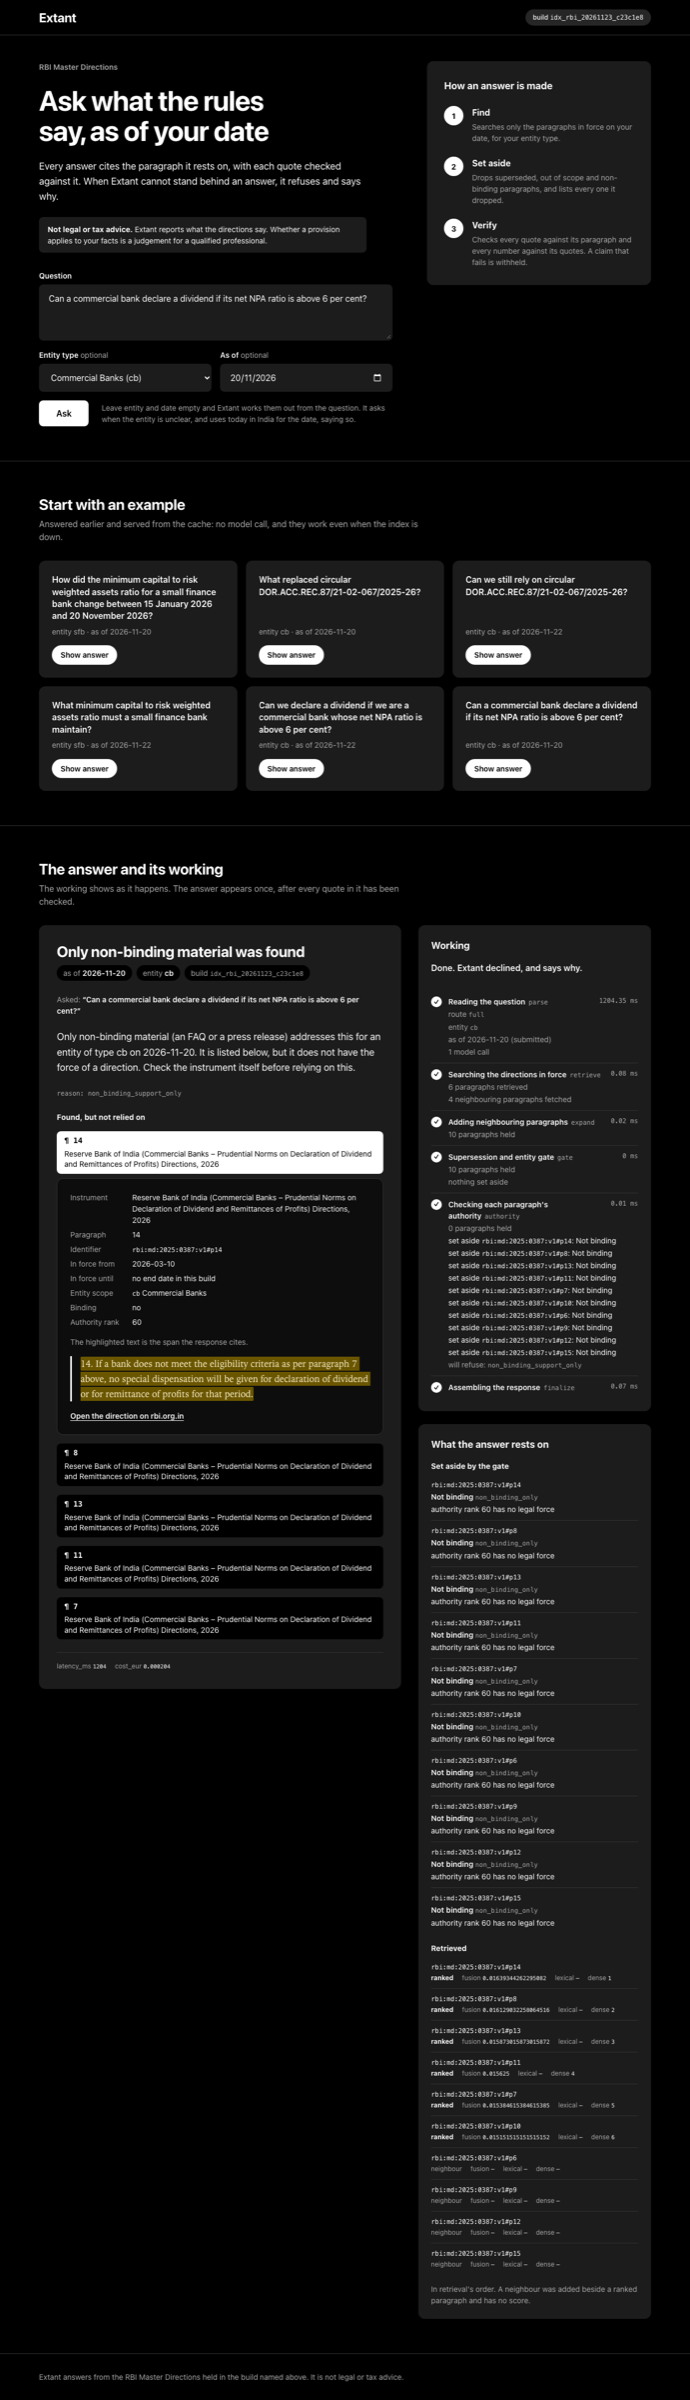 Extant
build idx_rbi_20261123_c23c1e8
RBI Master Directions
Ask what the rules
say, as of your date
Every answer cites the paragraph it rests on, with each quote checked
against it. When Extant cannot stand behind an answer, it refuses and says
why.
Not legal or tax advice. Extant reports what the directions say. Whether a provision
applies to your facts is a judgement for a qualified professional.
Question
Can a commercial bank declare a dividend if its net NPA ratio is above 6 per cent?
Entity type optional
As of optional
Commercial Banks (cb)
20/11/2026
Ask
Leave entity and date empty and Extant works them out from the question. It asks
when the entity is unclear, and uses today in India for the date, saying so.
How an answer is made
1
Find
Searches only the paragraphs in force on your
date, for your entity type.
2
Set aside
Drops superseded, out of scope and non-
binding paragraphs, and lists every one it
dropped.
3
Verify
Checks every quote against its paragraph and
every number against its quotes. A claim that
fails is withheld.
Start with an example
Answered earlier and served from the cache: no model call, and they work even when the index is
down.
How did the minimum capital to risk
weighted assets ratio for a small finance
bank change between 15 January 2026
and 20 November 2026?
entity sfb · as of 2026-11-20
Show answer
What replaced circular
DOR.ACC.REC.87/21-02-067/2025-26?
entity cb · as of 2026-11-20
Show answer
Can we still rely on circular
DOR.ACC.REC.87/21-02-067/2025-26?
entity cb · as of 2026-11-22
Show answer
What minimum capital to risk weighted
assets ratio must a small finance bank
maintain?
entity sfb · as of 2026-11-22
Show answer
Can we declare a dividend if we are a
commercial bank whose net NPA ratio is
above 6 per cent?
entity cb · as of 2026-11-22
Show answer
Can a commercial bank declare a dividend
if its net NPA ratio is above 6 per cent?
entity cb · as of 2026-11-20
Show answer
The answer and its working
The working shows as it happens. The answer appears once, after every quote in it has been
checked.
Only non-binding material was found
as of 2026-11-20
entity cb
build idx_rbi_20261123_c23c1e8
Asked: "Can a commercial bank declare a dividend if its net NPA ratio is above 6 per
cent?"
Only non-binding material (an FAQ or a press release) addresses this for an
entity of type cb on 2026-11-20. It is listed below, but it does not have the
force of a direction. Check the instrument itself before relying on this.
reason: non_binding_support_only
Found, but not relied on
¶ 14
Reserve Bank of India (Commercial Banks – Prudential Norms on Declaration of Dividend
and Remittances of Profits) Directions, 2026
Instrument Reserve Bank of India (Commercial Banks – Prudential Norms on
Declaration of Dividend and Remittances of Profits) Directions,
2026
Paragraph 14
Identifier rbi:md:2025:0387:v1#p14
In force from 2026-03-10
In force until no end date in this build
Entity scope cb Commercial Banks
Binding no
Authority rank 60
The highlighted text is the span the response cites.
14. If a bank does not meet the eligibility criteria as per paragraph 7
above, no special dispensation will be given for declaration of dividend
or for remittance of profits for that period.
Open the direction on rbi.org.in
¶ 8
Reserve Bank of India (Commercial Banks – Prudential Norms on Declaration of Dividend
and Remittances of Profits) Directions, 2026
¶ 13
Reserve Bank of India (Commercial Banks – Prudential Norms on Declaration of Dividend
and Remittances of Profits) Directions, 2026
¶ 11
Reserve Bank of India (Commercial Banks – Prudential Norms on Declaration of Dividend
and Remittances of Profits) Directions, 2026
¶ 7
Reserve Bank of India (Commercial Banks – Prudential Norms on Declaration of Dividend
and Remittances of Profits) Directions, 2026
latency_ms 1204 cost_eur 0.000204
Working
Done. Extant declined, and says why.
Reading the question parse 1204.35 ms
route full
entity cb
as of 2026-11-20 (submitted)
1 model call
Searching the directions in force retrieve 0.08 ms
6 paragraphs retrieved
4 neighbouring paragraphs fetched
Adding neighbouring paragraphs expand 0.02 ms
10 paragraphs held
Supersession and entity gate gate 0 ms
10 paragraphs held
nothing set aside
Checking each paragraph's 0.01 ms
authority authority
0 paragraphs held
set aside rbi:md:2025:0387:v1#p14: Not binding
set aside rbi:md:2025:0387:v1#p8: Not binding
set aside rbi:md:2025:0387:v1#p13: Not binding
set aside rbi:md:2025:0387:v1#p11: Not binding
set aside rbi:md:2025:0387:v1#p7: Not binding
set aside rbi:md:2025:0387:v1#p10: Not binding
set aside rbi:md:2025:0387:v1#p6: Not binding
set aside rbi:md:2025:0387:v1#p9: Not binding
set aside rbi:md:2025:0387:v1#p12: Not binding
set aside rbi:md:2025:0387:v1#p15: Not binding
will refuse: non_binding_support_only
Assembling the response finalize 0.07 ms
What the answer rests on
Set aside by the gate
rbi:md:2025:0387:v1#p14
Not binding non_binding_only
authority rank 60 has no legal force
rbi:md:2025:0387:v1#p8
Not binding non_binding_only
authority rank 60 has no legal force
rbi:md:2025:0387:v1#p13
Not binding non_binding_only
authority rank 60 has no legal force
rbi:md:2025:0387:v1#p11
Not binding non_binding_only
authority rank 60 has no legal force
rbi:md:2025:0387:v1#p7
Not binding non_binding_only
authority rank 60 has no legal force
rbi:md:2025:0387:v1#p10
Not binding non_binding_only
authority rank 60 has no legal force
rbi:md:2025:0387:v1#p6
Not binding non_binding_only
authority rank 60 has no legal force
rbi:md:2025:0387:v1#p9
Not binding non_binding_only
authority rank 60 has no legal force
rbi:md:2025:0387:v1#p12
Not binding non_binding_only
authority rank 60 has no legal force
rbi:md:2025:0387:v1#p15
Not binding non_binding_only
authority rank 60 has no legal force
Retrieved
rbi:md:2025:0387:v1#p14
ranked fusion 0.01639344262295082 lexical – dense 1
rbi:md:2025:0387:v1#p8
ranked fusion 0.016129032258064516 lexical – dense 2
rbi:md:2025:0387:v1#p13
ranked fusion 0.015873015873015872 lexical – dense 3
rbi:md:2025:0387:v1#p11
ranked fusion 0.015625 lexical – dense 4
rbi:md:2025:0387:v1#p7
ranked fusion 0.015384615384615385 lexical – dense 5
rbi:md:2025:0387:v1#p10
ranked fusion 0.015151515151515152 lexical – dense 6
rbi:md:2025:0387:v1#p6
neighbour fusion – lexical – dense –
rbi:md:2025:0387:v1#p9
neighbour fusion – lexical – dense –
rbi:md:2025:0387:v1#p12
neighbour fusion – lexical – dense –
rbi:md:2025:0387:v1#p15
neighbour fusion – lexical – dense –
In retrieval's order. A neighbour was added beside a ranked
paragraph and has no score.
Extant answers from the RBI Master Directions held in the build named above. It is not legal or tax advice.